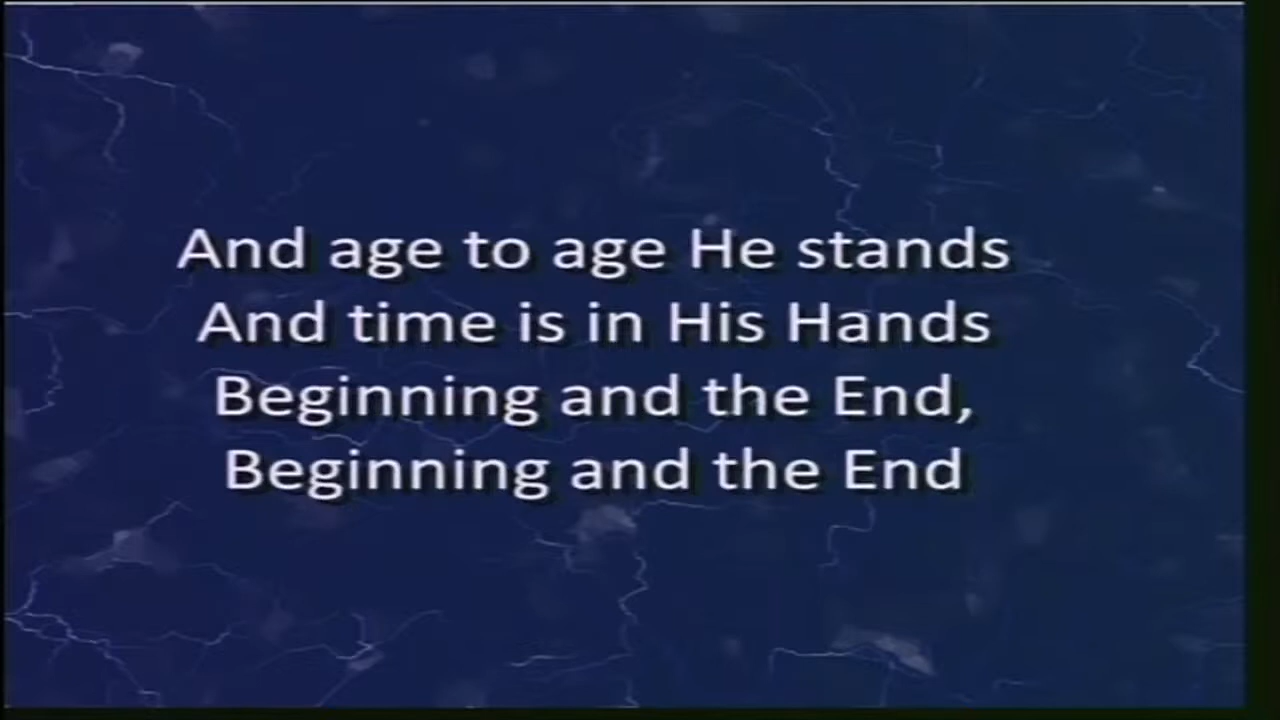 And age to age He stands
And time is in His Hands
Beginning and the End,
Beginning and the End